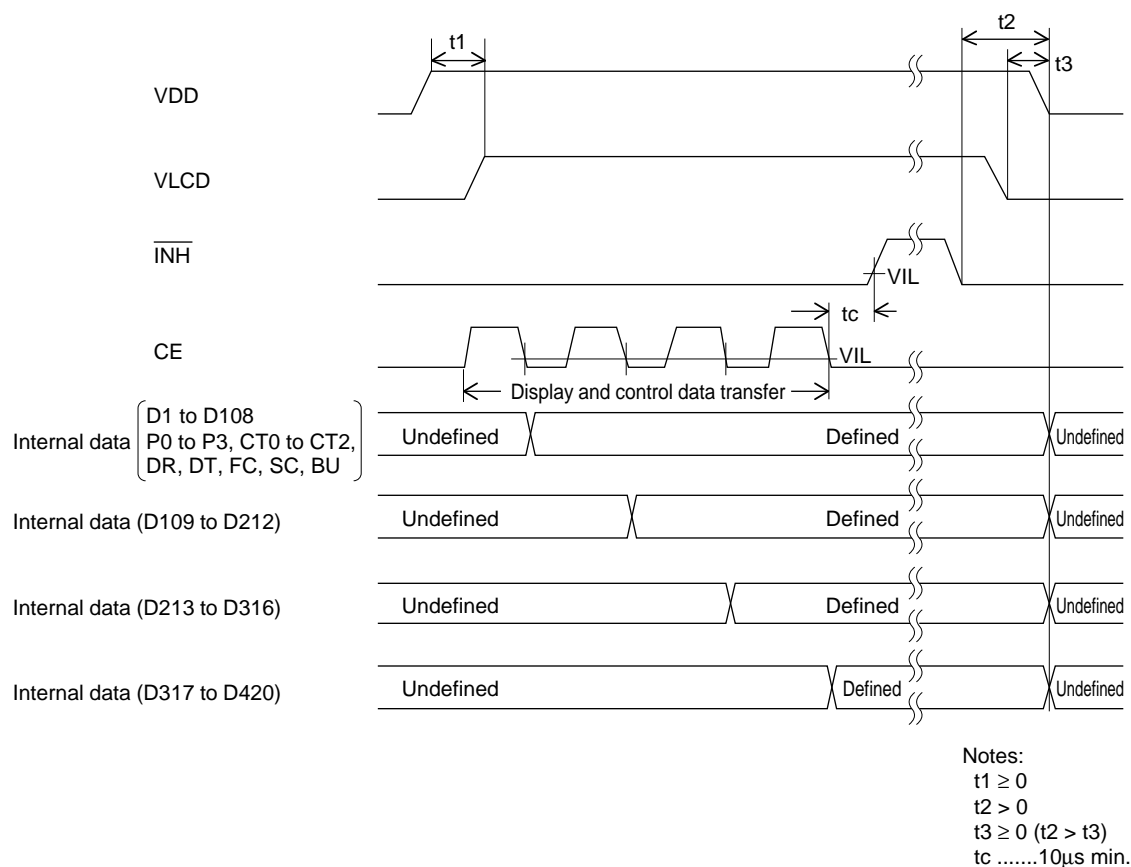 t2
t1
t3
VDD
VLCD
INH
VIL
tc
CE
VIL
Display and control data transfer
Internal data
D1 to D108
P0 to P3, CT0 to CT2,
DR, DT, FC, SC, BU
Undefined
Defined
Undefined
Internal data (D109 to D212)
Undefined
Defined
Undefined
Internal data (D213 to D316)
Undefined
Defined
Undefined
Internal data (D317 to D420)
Undefined
Defined
Undefined
Notes:
t1 ≥ 0
t2 > 0
t3 ≥ 0 (t2 > t3)
tc .......10µs min.